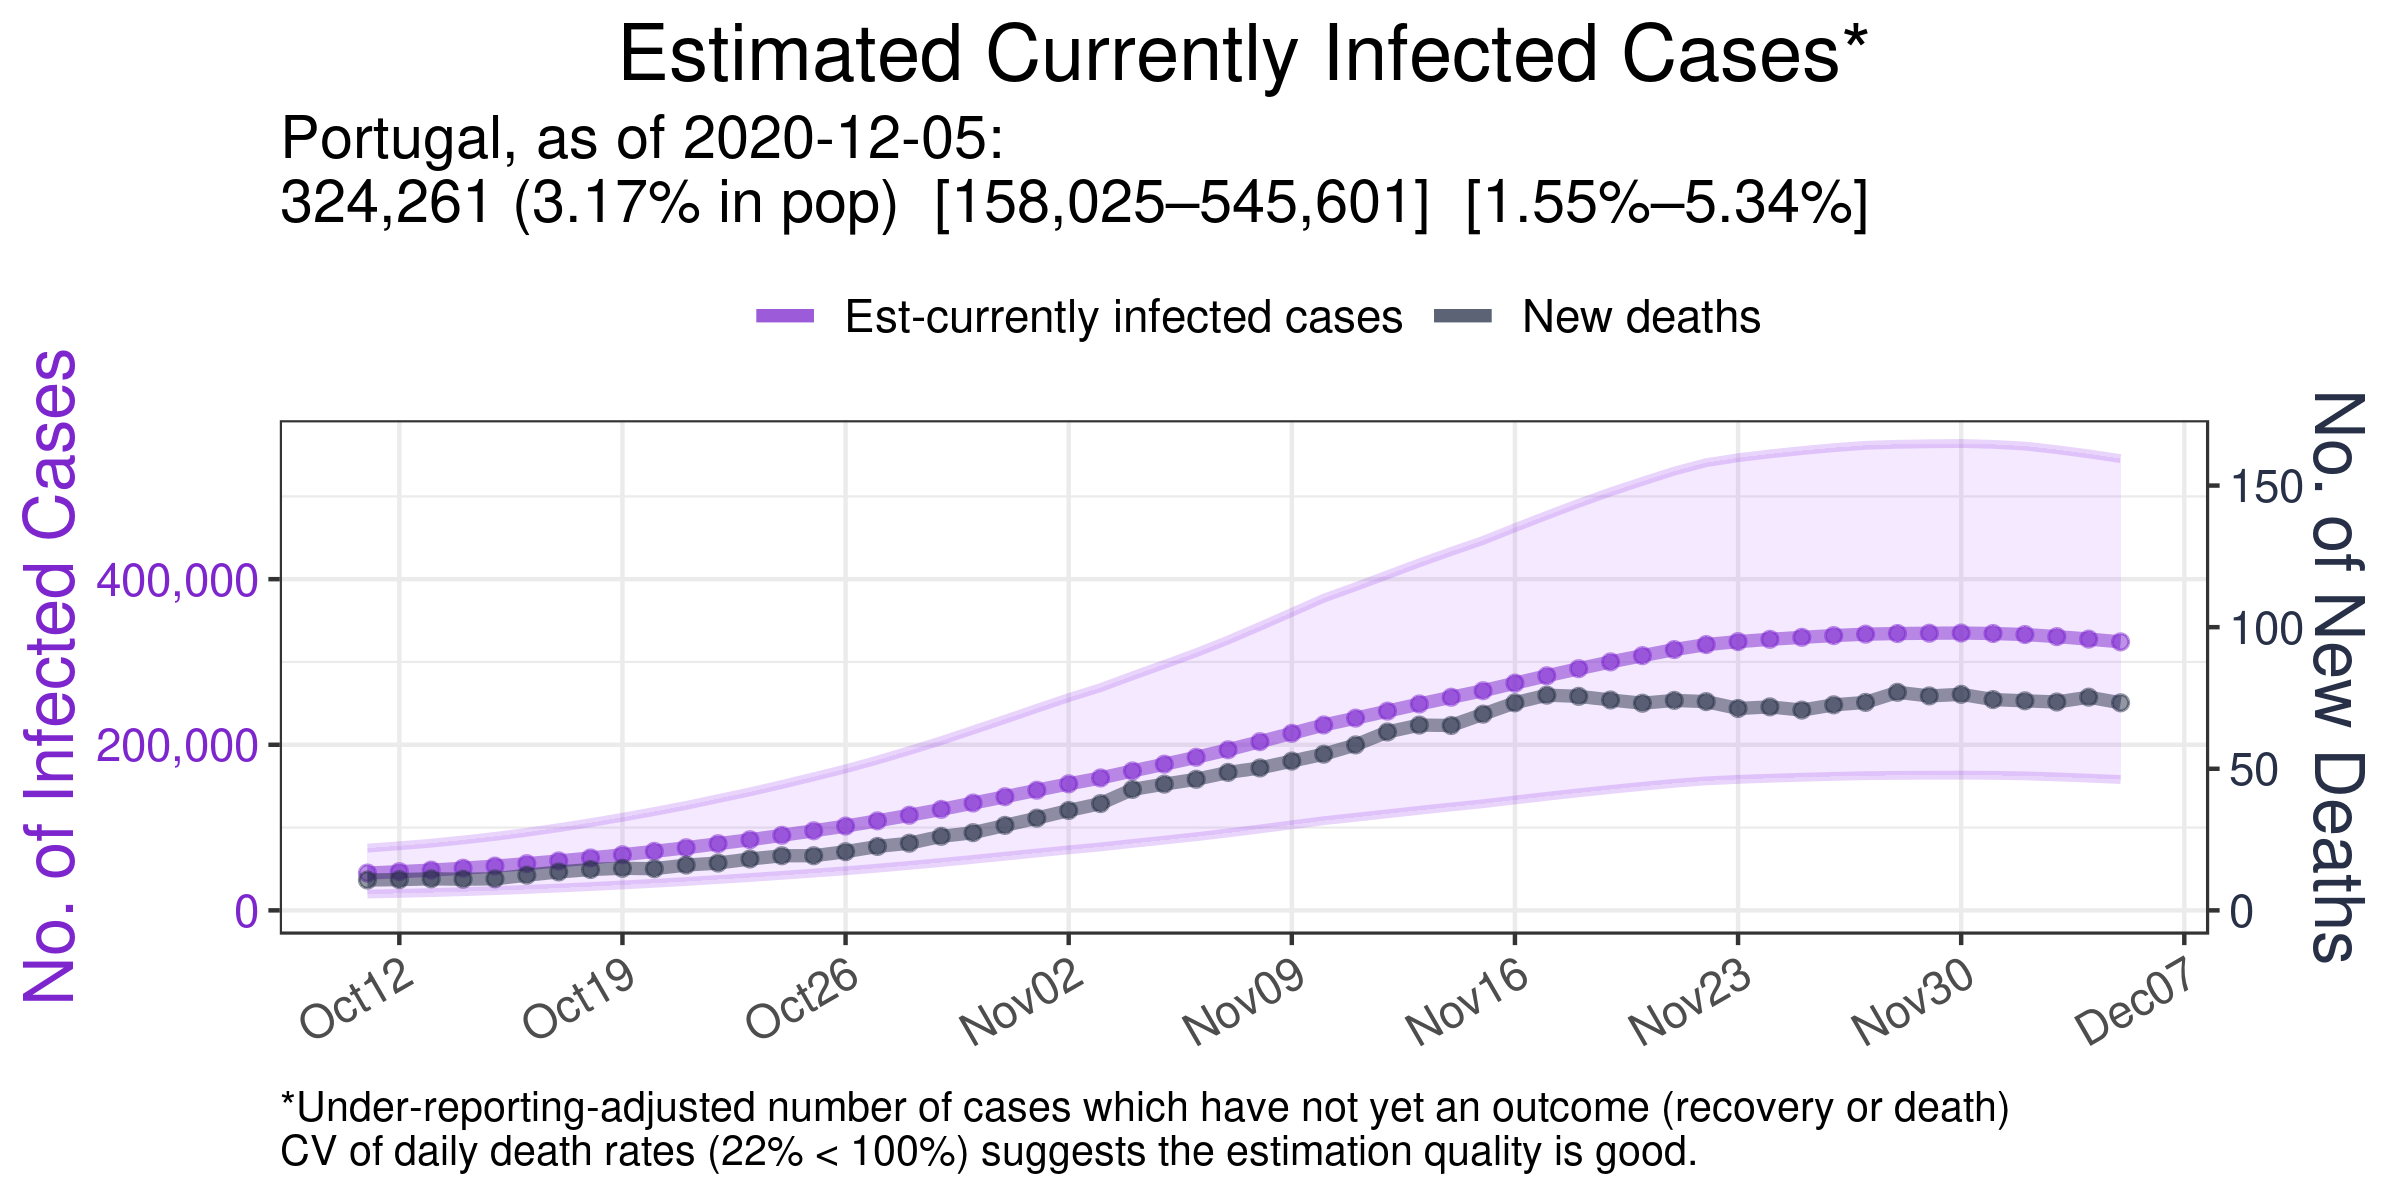 Estimated Currently Infected Cases*
Portugal, as of 2020-12-05:
324,261 (3.17% in pop)  [158,025–545,601]  [1.55%–5.34%]
Est-currently infected cases
New deaths
No. of Infected Cases
400,000
200,000
0
No. of New Deaths
150
100
50
0
Oct12
Oct19
Oct26
Nov02
Nov09
Nov16
Nov23
Nov30
Dec07
*Under-reporting-adjusted number of cases which have not yet an outcome (recovery or death)
CV of daily death rates (22% < 100%) suggests the estimation quality is good.